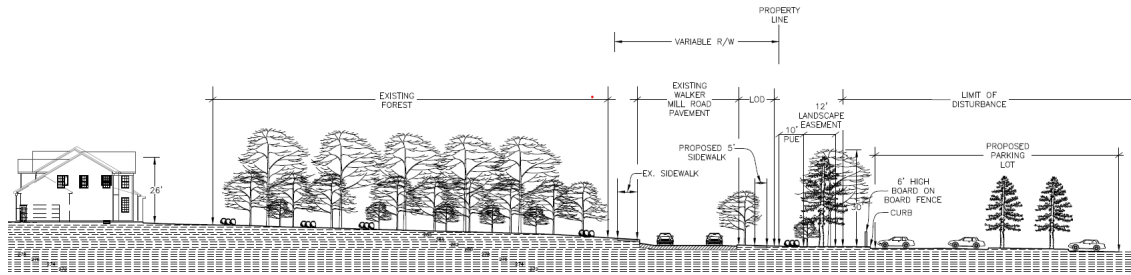 PROPERTY
LINE
VARIABLE R/W
EXISTING
FOREST
EXISTING
WALKER
MILL ROAD
PAVEMENT
LOD
LIMIT OF
DISTURBANCE
12'
LANDSCAPE
EASEMENT
10'
PUE
PROPOSED 5'
SIDEWALK
EX. SIDEWALK
PROPOSED
PARKING
LOT
6' HIGH
BOARD ON
BOARD FENCE
CURB
26'
30'